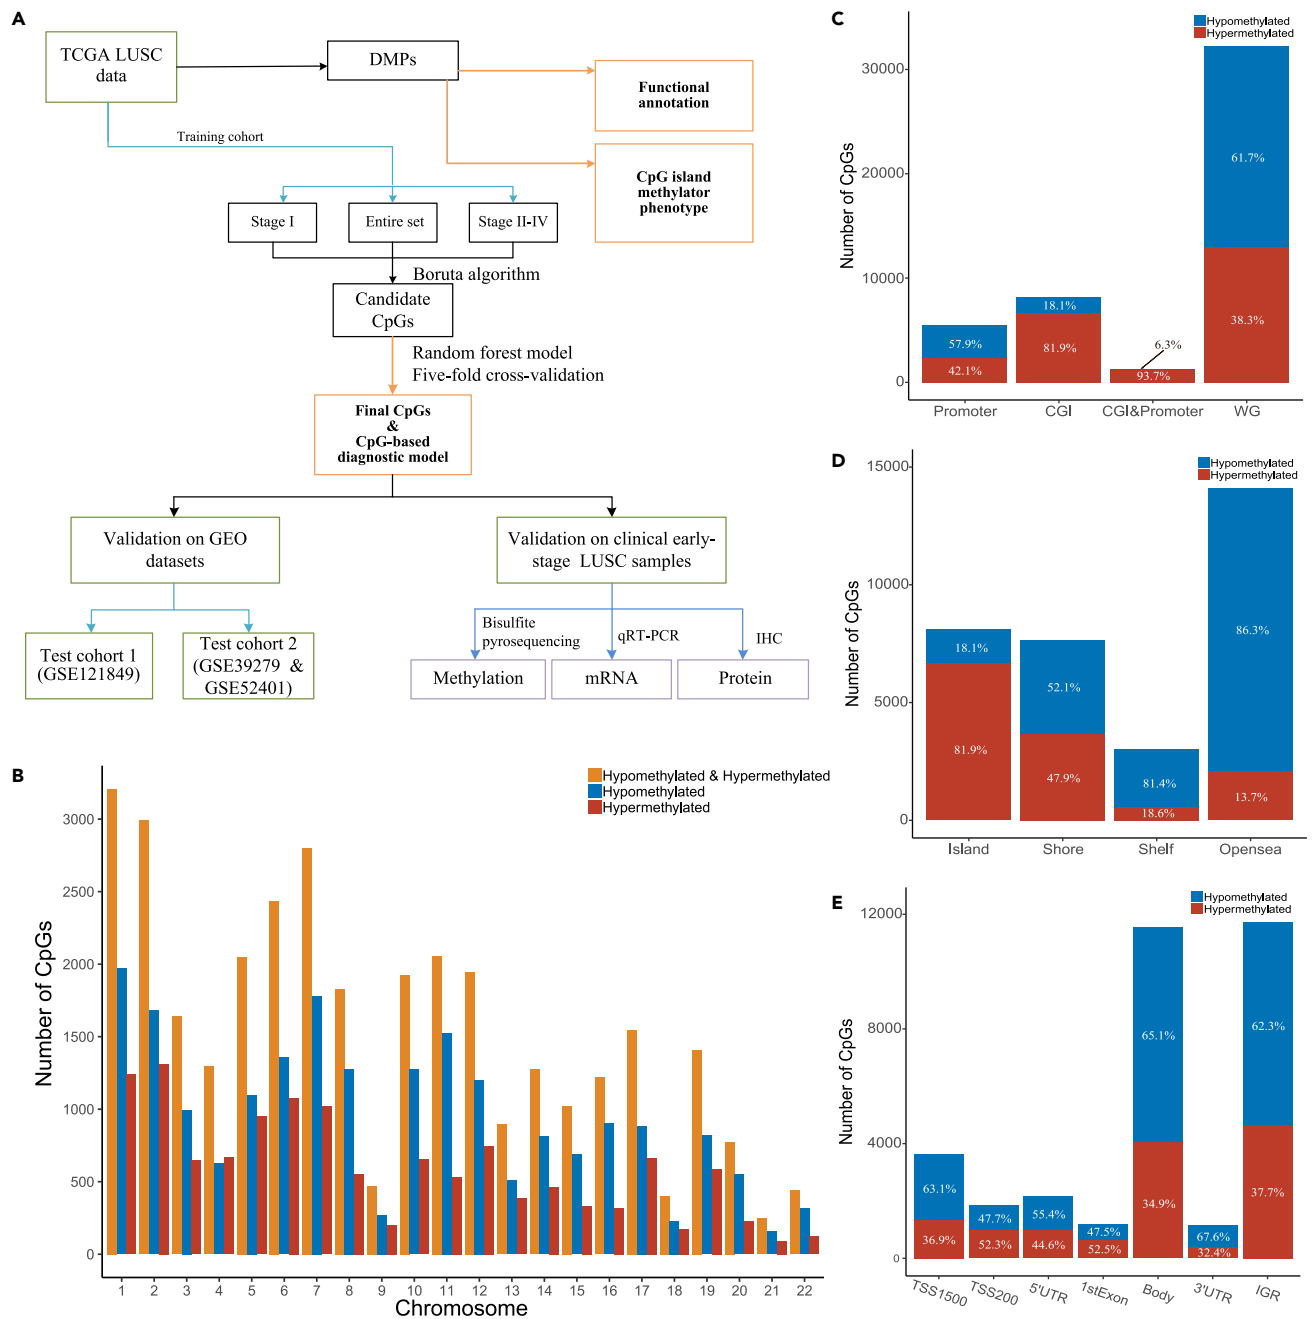 A
TCGA LUSC
data
DMPs
Functional
annotation
Training cohort
CpG island
methylator
phenotype
Stage I
Entire set
Stage II-IV
Boruta algorithm
Candidate
CpGs
Random forest model
Five-fold cross-validation
Final CpGs
&
CpG-based
diagnostic model
Validation on GEO
datasets
Validation on clinical early-
stage LUSC samples
Bisulfite
pyrosequencing
qRT-PCR
IHC
Test cohort 1
(GSE121849)
Test cohort 2
(GSE39279 &
GSE52401)
Methylation
mRNA
Protein
B
Hypomethylated & Hypermethylated
Hypomethylated
Hypermethylated
Number of CpGs
3000
2500
2000
1500
1000
500
0
1 2 3 4 5 6 7 8 9 10 11 12 13 14 15 16 17 18 19 20 21 22
Chromosome
C
Hypomethylated
Hypermethylated
Number of CpGs
30000
20000
10000
0
57.9%
42.1%
18.1%
81.9%
6.3%
93.7%
61.7%
38.3%
Promoter CGI CGI&Promoter WG
D
Hypomethylated
Hypermethylated
Number of CpGs
15000
10000
5000
0
18.1%
81.9%
52.1%
47.9%
81.4%
18.6%
86.3%
13.7%
Island Shore Shelf Opensea
E
Hypomethylated
Hypermethylated
Number of CpGs
12000
8000
4000
0
63.1%
36.9%
47.7%
52.3%
55.4%
44.6%
47.5%
52.5%
65.1%
34.9%
67.6%
32.4%
62.3%
37.7%
TSS1500 TSS200 5'UTR 1stExon Body 3'UTR IGR